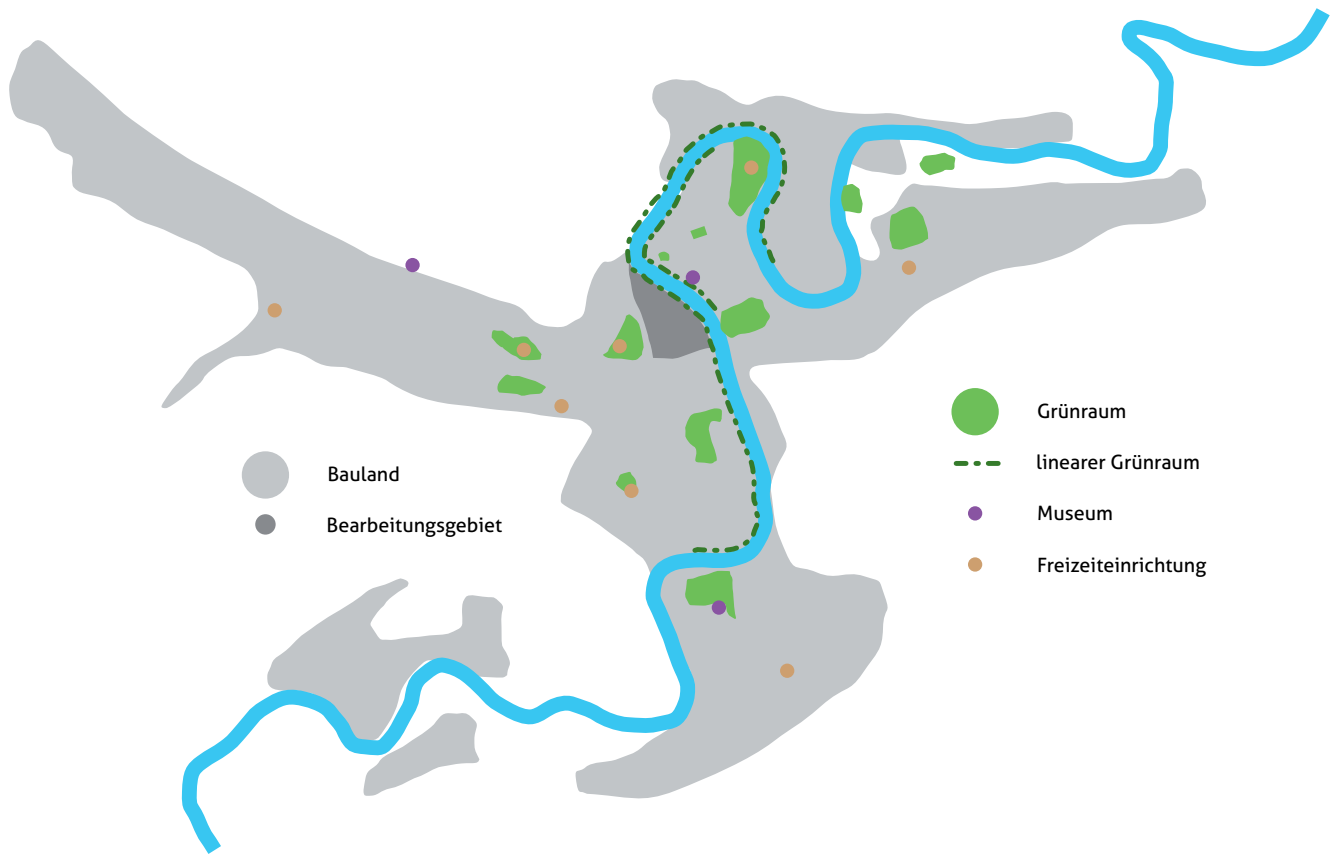 Bauland
Bearbeitungsgebiet
Grünraum
linearer Grünraum
Museum
Freizeiteinrichtung